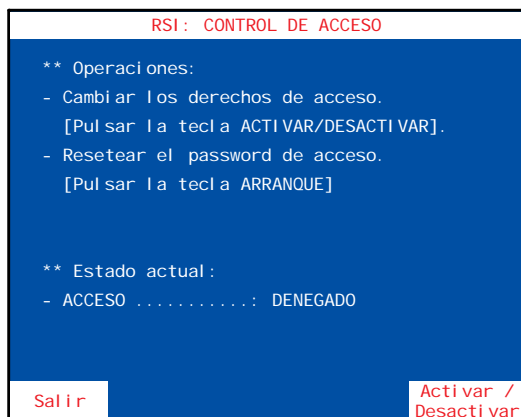 RSI: CONTROL DE ACCESO
** Operaciones:
- Cambiar los derechos de acceso.
[Pulsar la tecla ACTIVAR/DESACTIVAR].
- Resetear el password de acceso.
[Pulsar la tecla ARRANQUE]
** Estado actual:
- ACCESO ...........: DENEGADO
Salir
Activar /
Desactivar